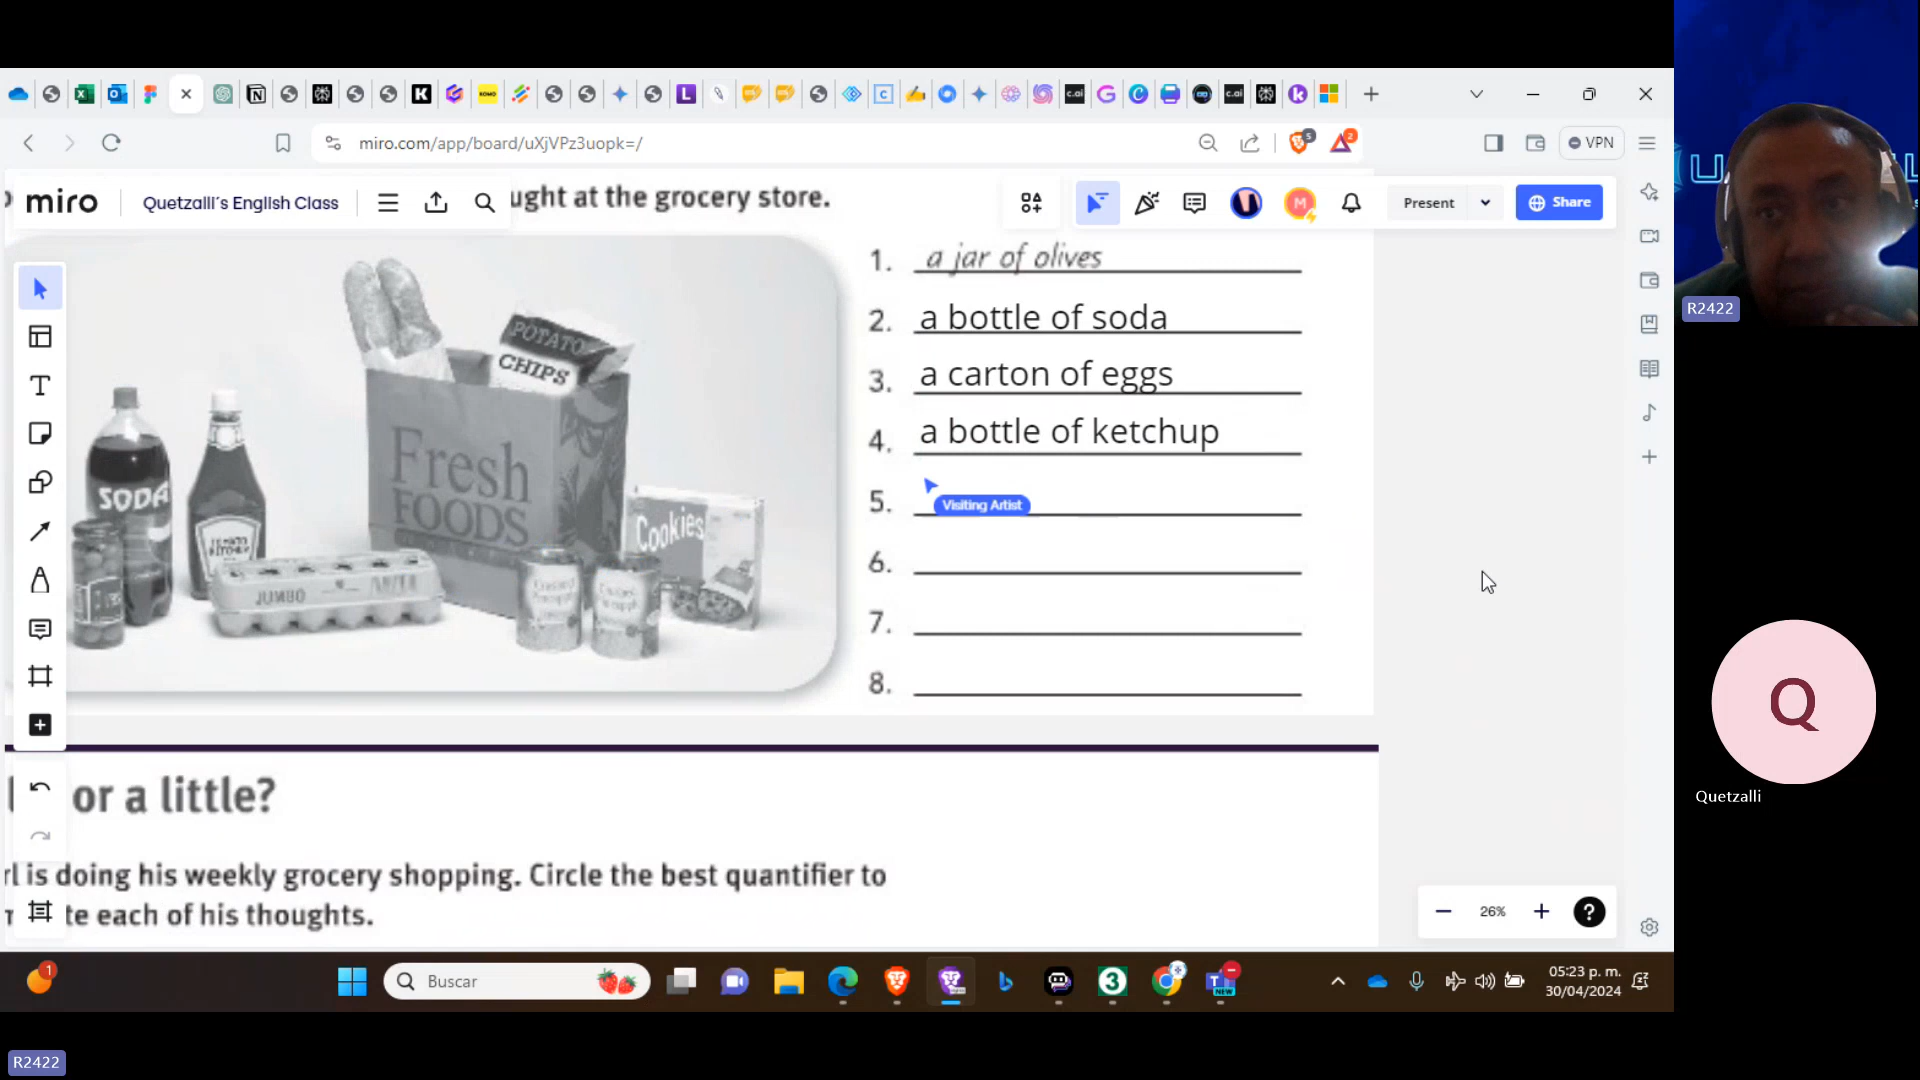 miro.com/app/board/uXjVPz3uopk=/
VPN
miro
Quetzalli´s English Class
ught at the grocery store.
Present
Share
1. a jar of olives
2. a bottle of soda
3. a carton of eggs
4. a bottle of ketchup
5.
Visiting Artist
6.
7.
8.
POTATO
CHIPS
Fresh
FOODS
SODA
Cookies
JUMBO
or a little?
rl is doing his weekly grocery shopping. Circle the best quantifier to
te each of his thoughts.
26%
Buscar
05:23 p. m.
30/04/2024
R2422
Q
Quetzalli
R2422